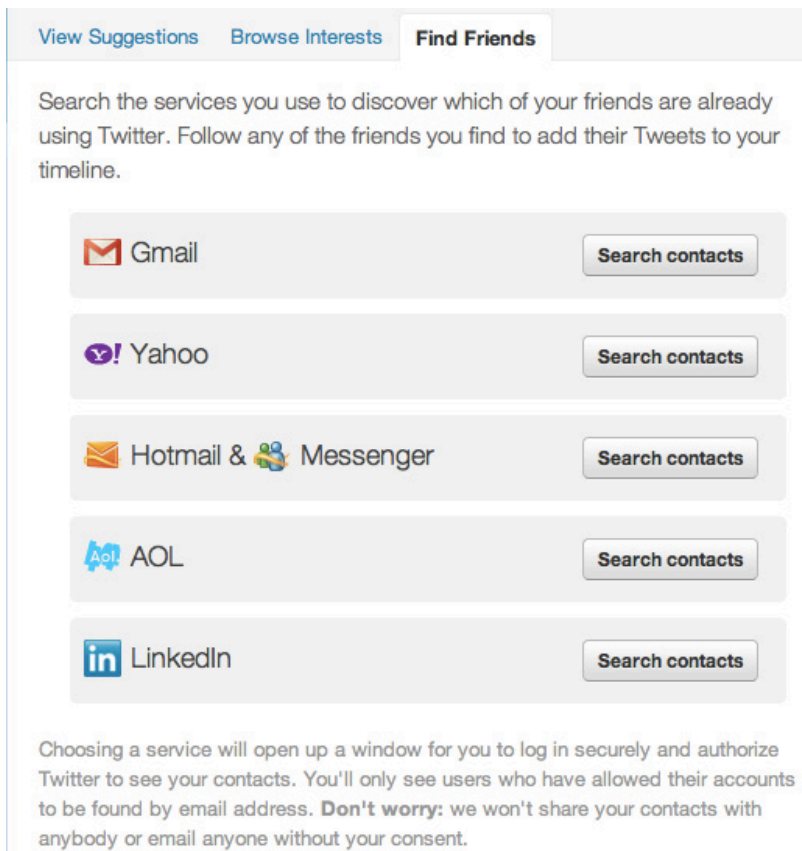 View Suggestions Browse Interests Find Friends
Search the services you use to discover which of your friends are already
using Twitter. Follow any of the friends you find to add their Tweets to your
timeline.
Gmail Search contacts
Y! Yahoo Search contacts
Hotmail & Messenger Search contacts
Aol. AOL Search contacts
in LinkedIn Search contacts
Choosing a service will open up a window for you to log in securely and authorize
Twitter to see your contacts. You'll only see users who have allowed their accounts
to be found by email address. Don't worry: we won't share your contacts with
anybody or email anyone without your consent.